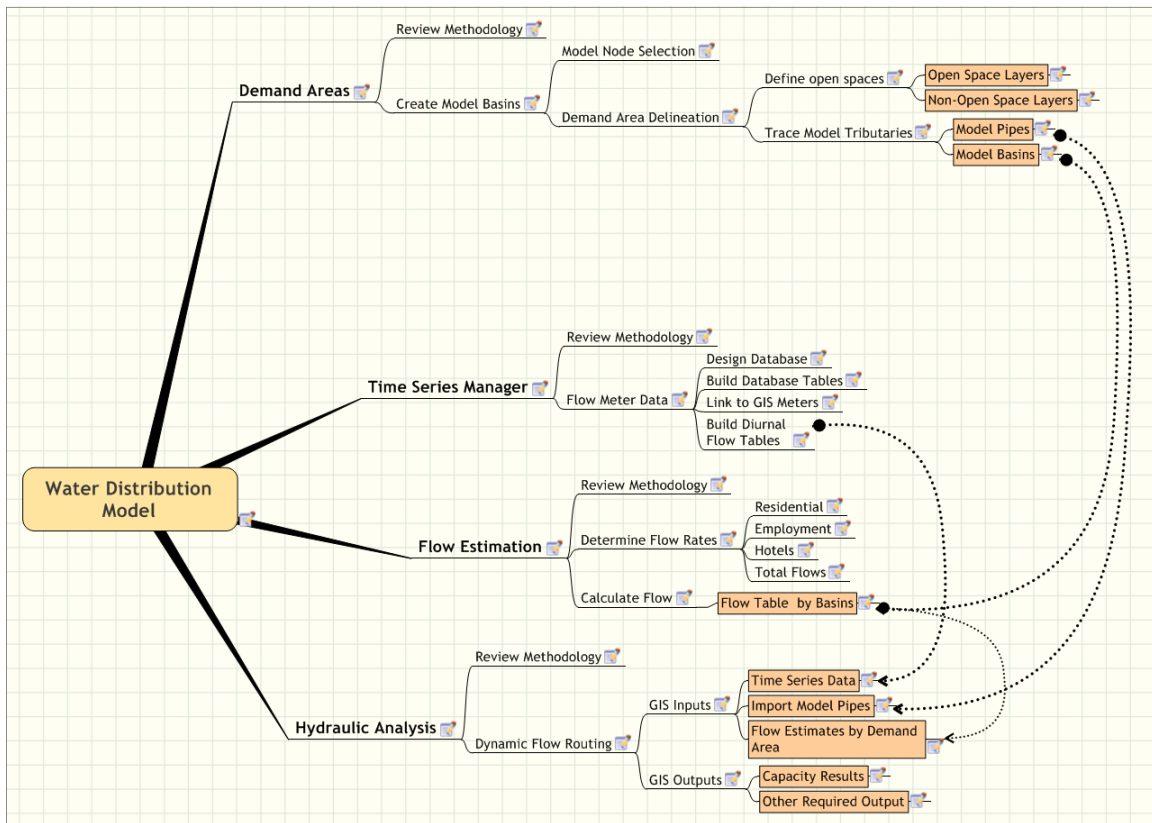 Water Distribution
Model
Demand Areas
Review Methodology
Create Model Basins
Model Node Selection
Demand Area Delineation
Define open spaces
Open Space Layers
Non-Open Space Layers
Trace Model Tributaries
Model Pipes
Model Basins
Time Series Manager
Review Methodology
Flow Meter Data
Design Database
Build Database Tables
Link to GIS Meters
Build Diurnal
Flow Tables
Flow Estimation
Review Methodology
Determine Flow Rates
Residential
Employment
Hotels
Total Flows
Calculate Flow
Flow Table by Basins
Hydraulic Analysis
Review Methodology
Dynamic Flow Routing
GIS Inputs
Time Series Data
Import Model Pipes
Flow Estimates by Demand
Area
GIS Outputs
Capacity Results
Other Required Output